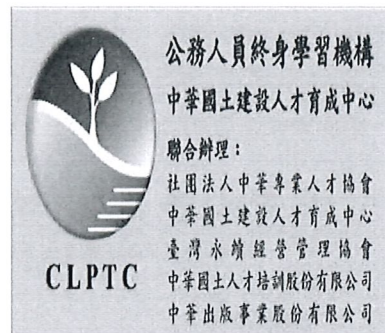 公務人員終身學習機構
中華國土建設人才育成中心
聯合辦理：
社團法人中華專業人才協會
中華國土建設人才育成中心
臺灣永續經營管理協會
中華國土人才培訓股份有限公司
中華出版事業股份有限公司
CLPTC